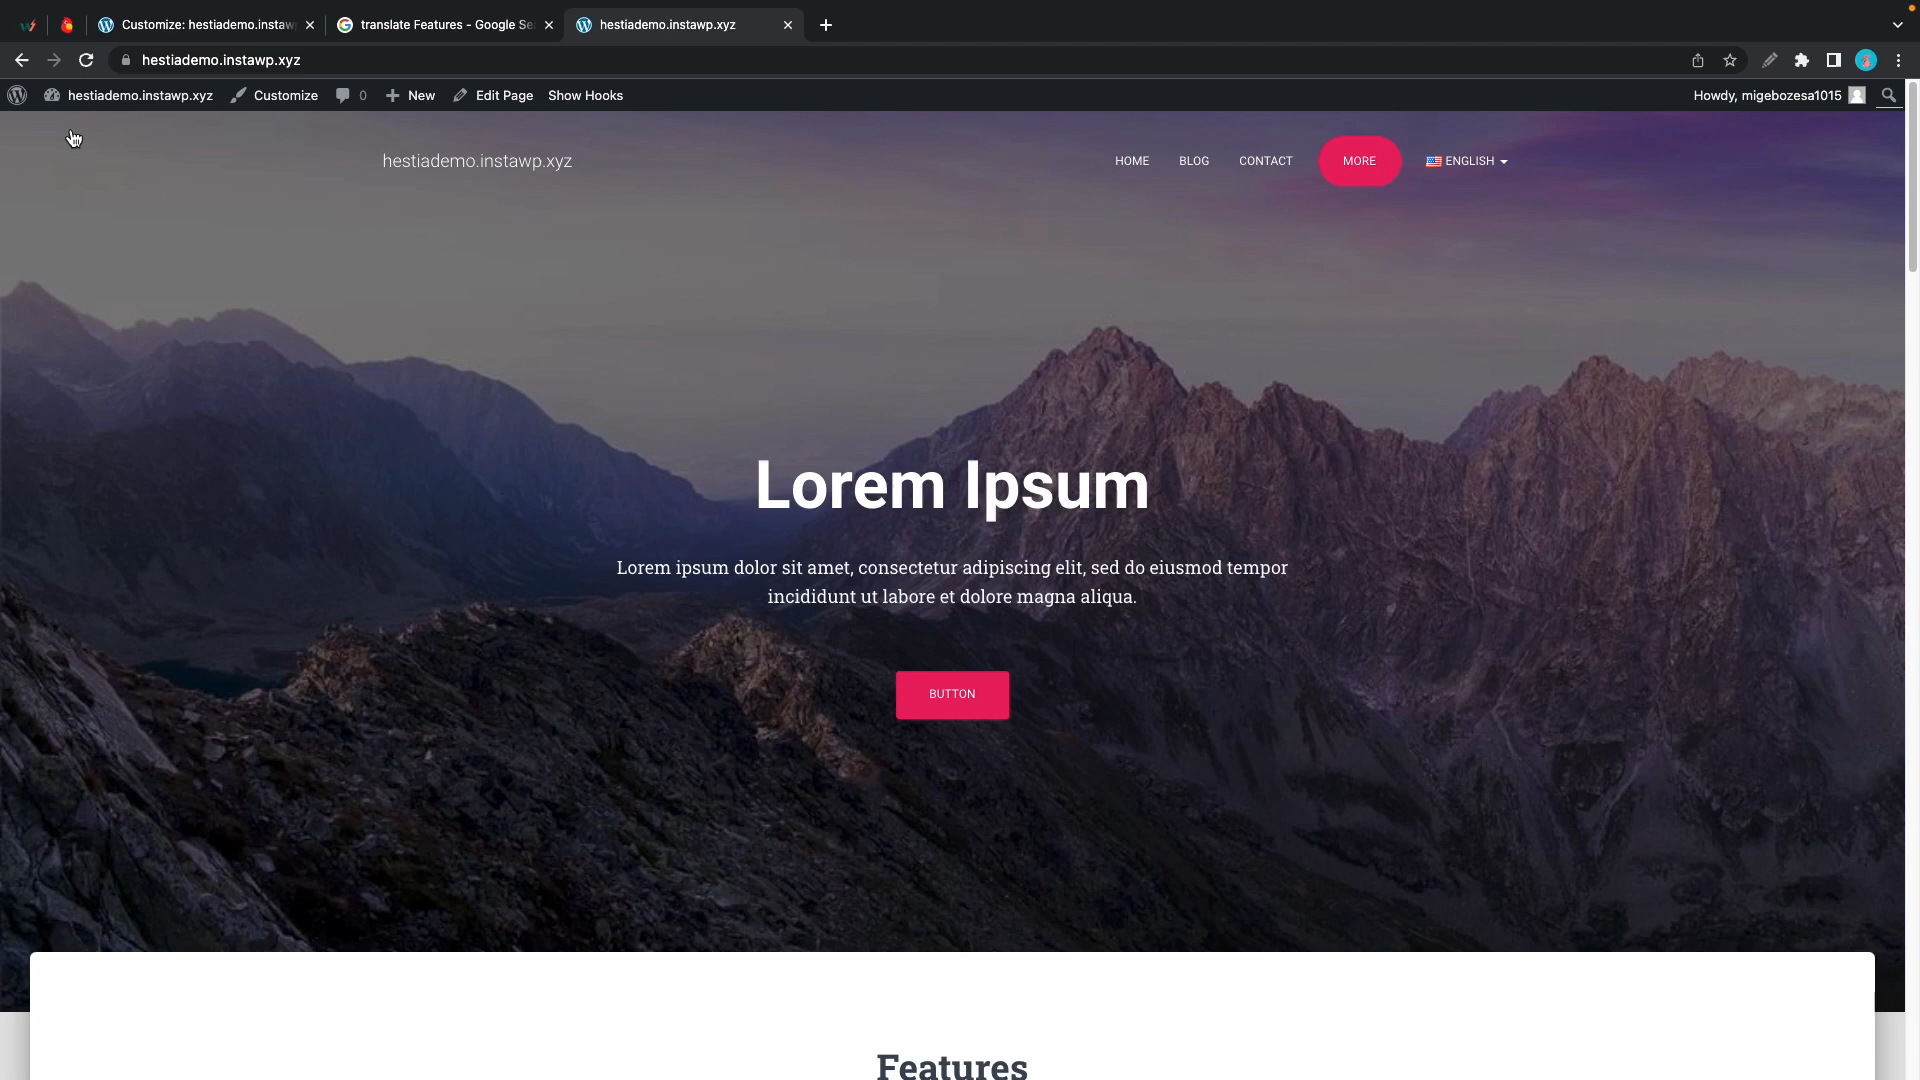 Customize: hestiademo.instaw
translate Features - Google Se
hestiademo.instawp.xyz
hestiademo.instawp.xyz
hestiademo.instawp.xyz
Customize
0
New
Edit Page
Show Hooks
Howdy, migebozesa1015
hestiademo.instawp.xyz
HOME
BLOG
CONTACT
MORE
ENGLISH
Lorem Ipsum
Lorem ipsum dolor sit amet, consectetur adipiscing elit, sed do eiusmod tempor
incididunt ut labore et dolore magna aliqua.
BUTTON
Features